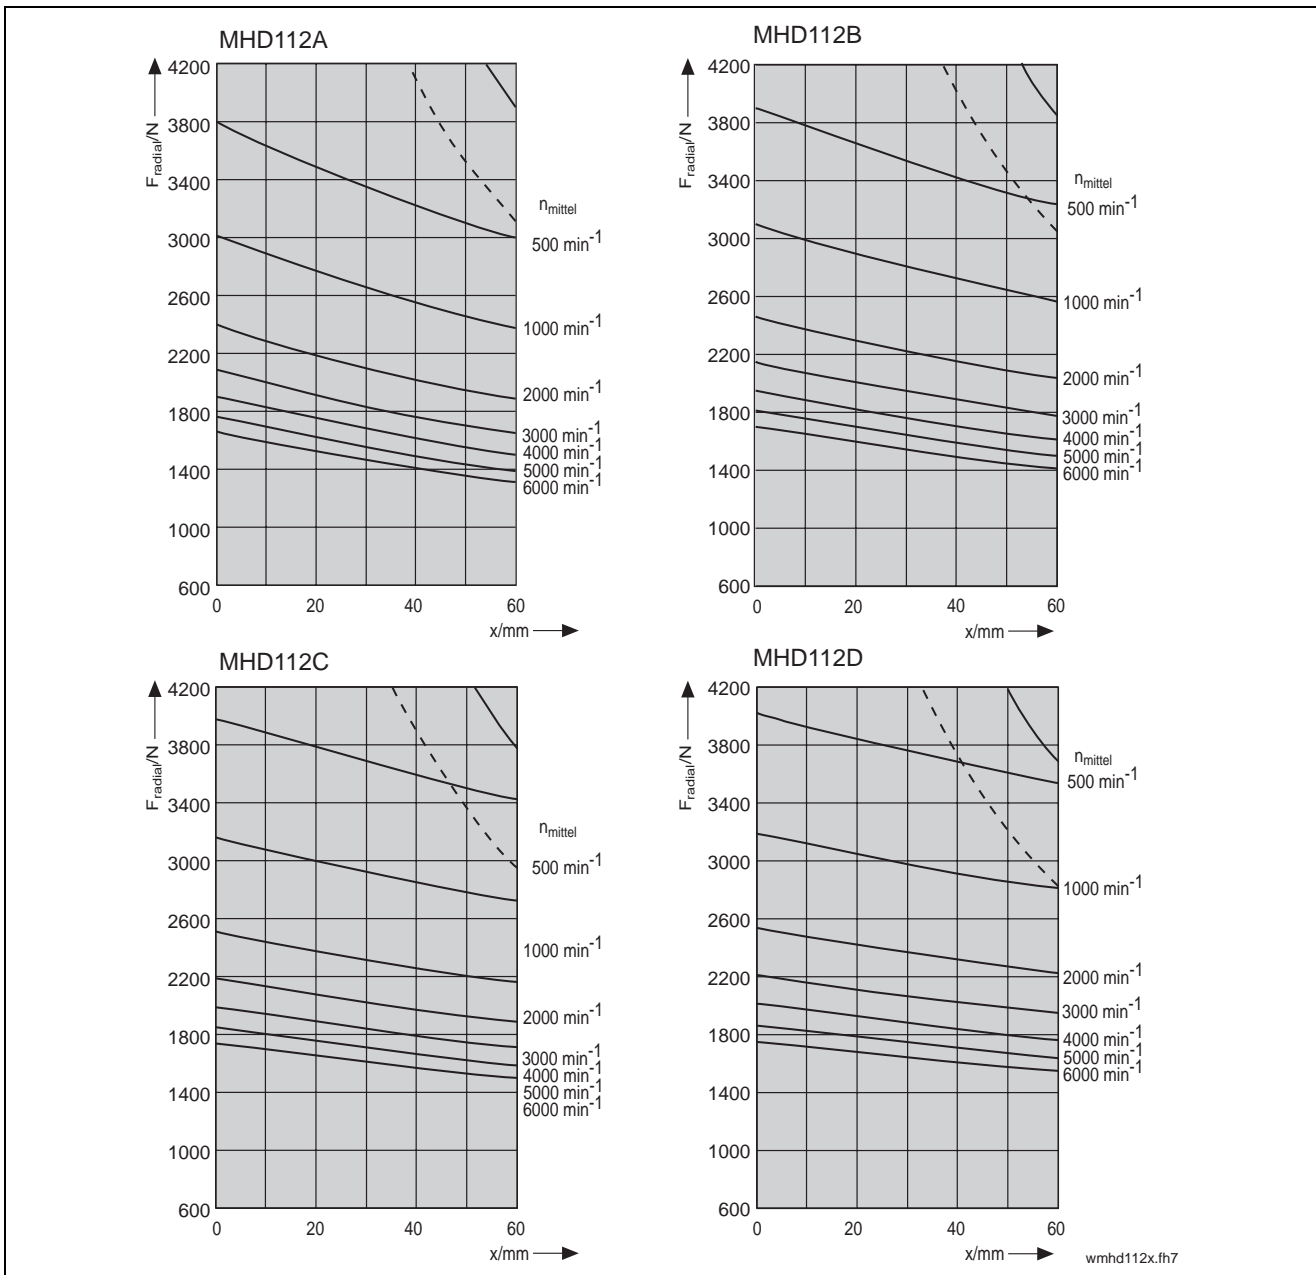 MHD112A
F_radial/N
4200
3800
3400
3000
2600
2200
1800
1400
1000
600
0 20 40 60
x/mm
n_mittel
500 min⁻¹
1000 min⁻¹
2000 min⁻¹
3000 min⁻¹
4000 min⁻¹
5000 min⁻¹
6000 min⁻¹
MHD112B
F_radial/N
4200
3800
3400
3000
2600
2200
1800
1400
1000
600
0 20 40 60
x/mm
n_mittel
500 min⁻¹
1000 min⁻¹
2000 min⁻¹
3000 min⁻¹
4000 min⁻¹
5000 min⁻¹
6000 min⁻¹
MHD112C
F_radial/N
4200
3800
3400
3000
2600
2200
1800
1400
1000
600
0 20 40 60
x/mm
n_mittel
500 min⁻¹
1000 min⁻¹
2000 min⁻¹
3000 min⁻¹
4000 min⁻¹
5000 min⁻¹
6000 min⁻¹
MHD112D
F_radial/N
4200
3800
3400
3000
2600
2200
1800
1400
1000
600
0 20 40 60
x/mm
n_mittel
500 min⁻¹
1000 min⁻¹
2000 min⁻¹
3000 min⁻¹
4000 min⁻¹
5000 min⁻¹
6000 min⁻¹
wmhd112x.fh7